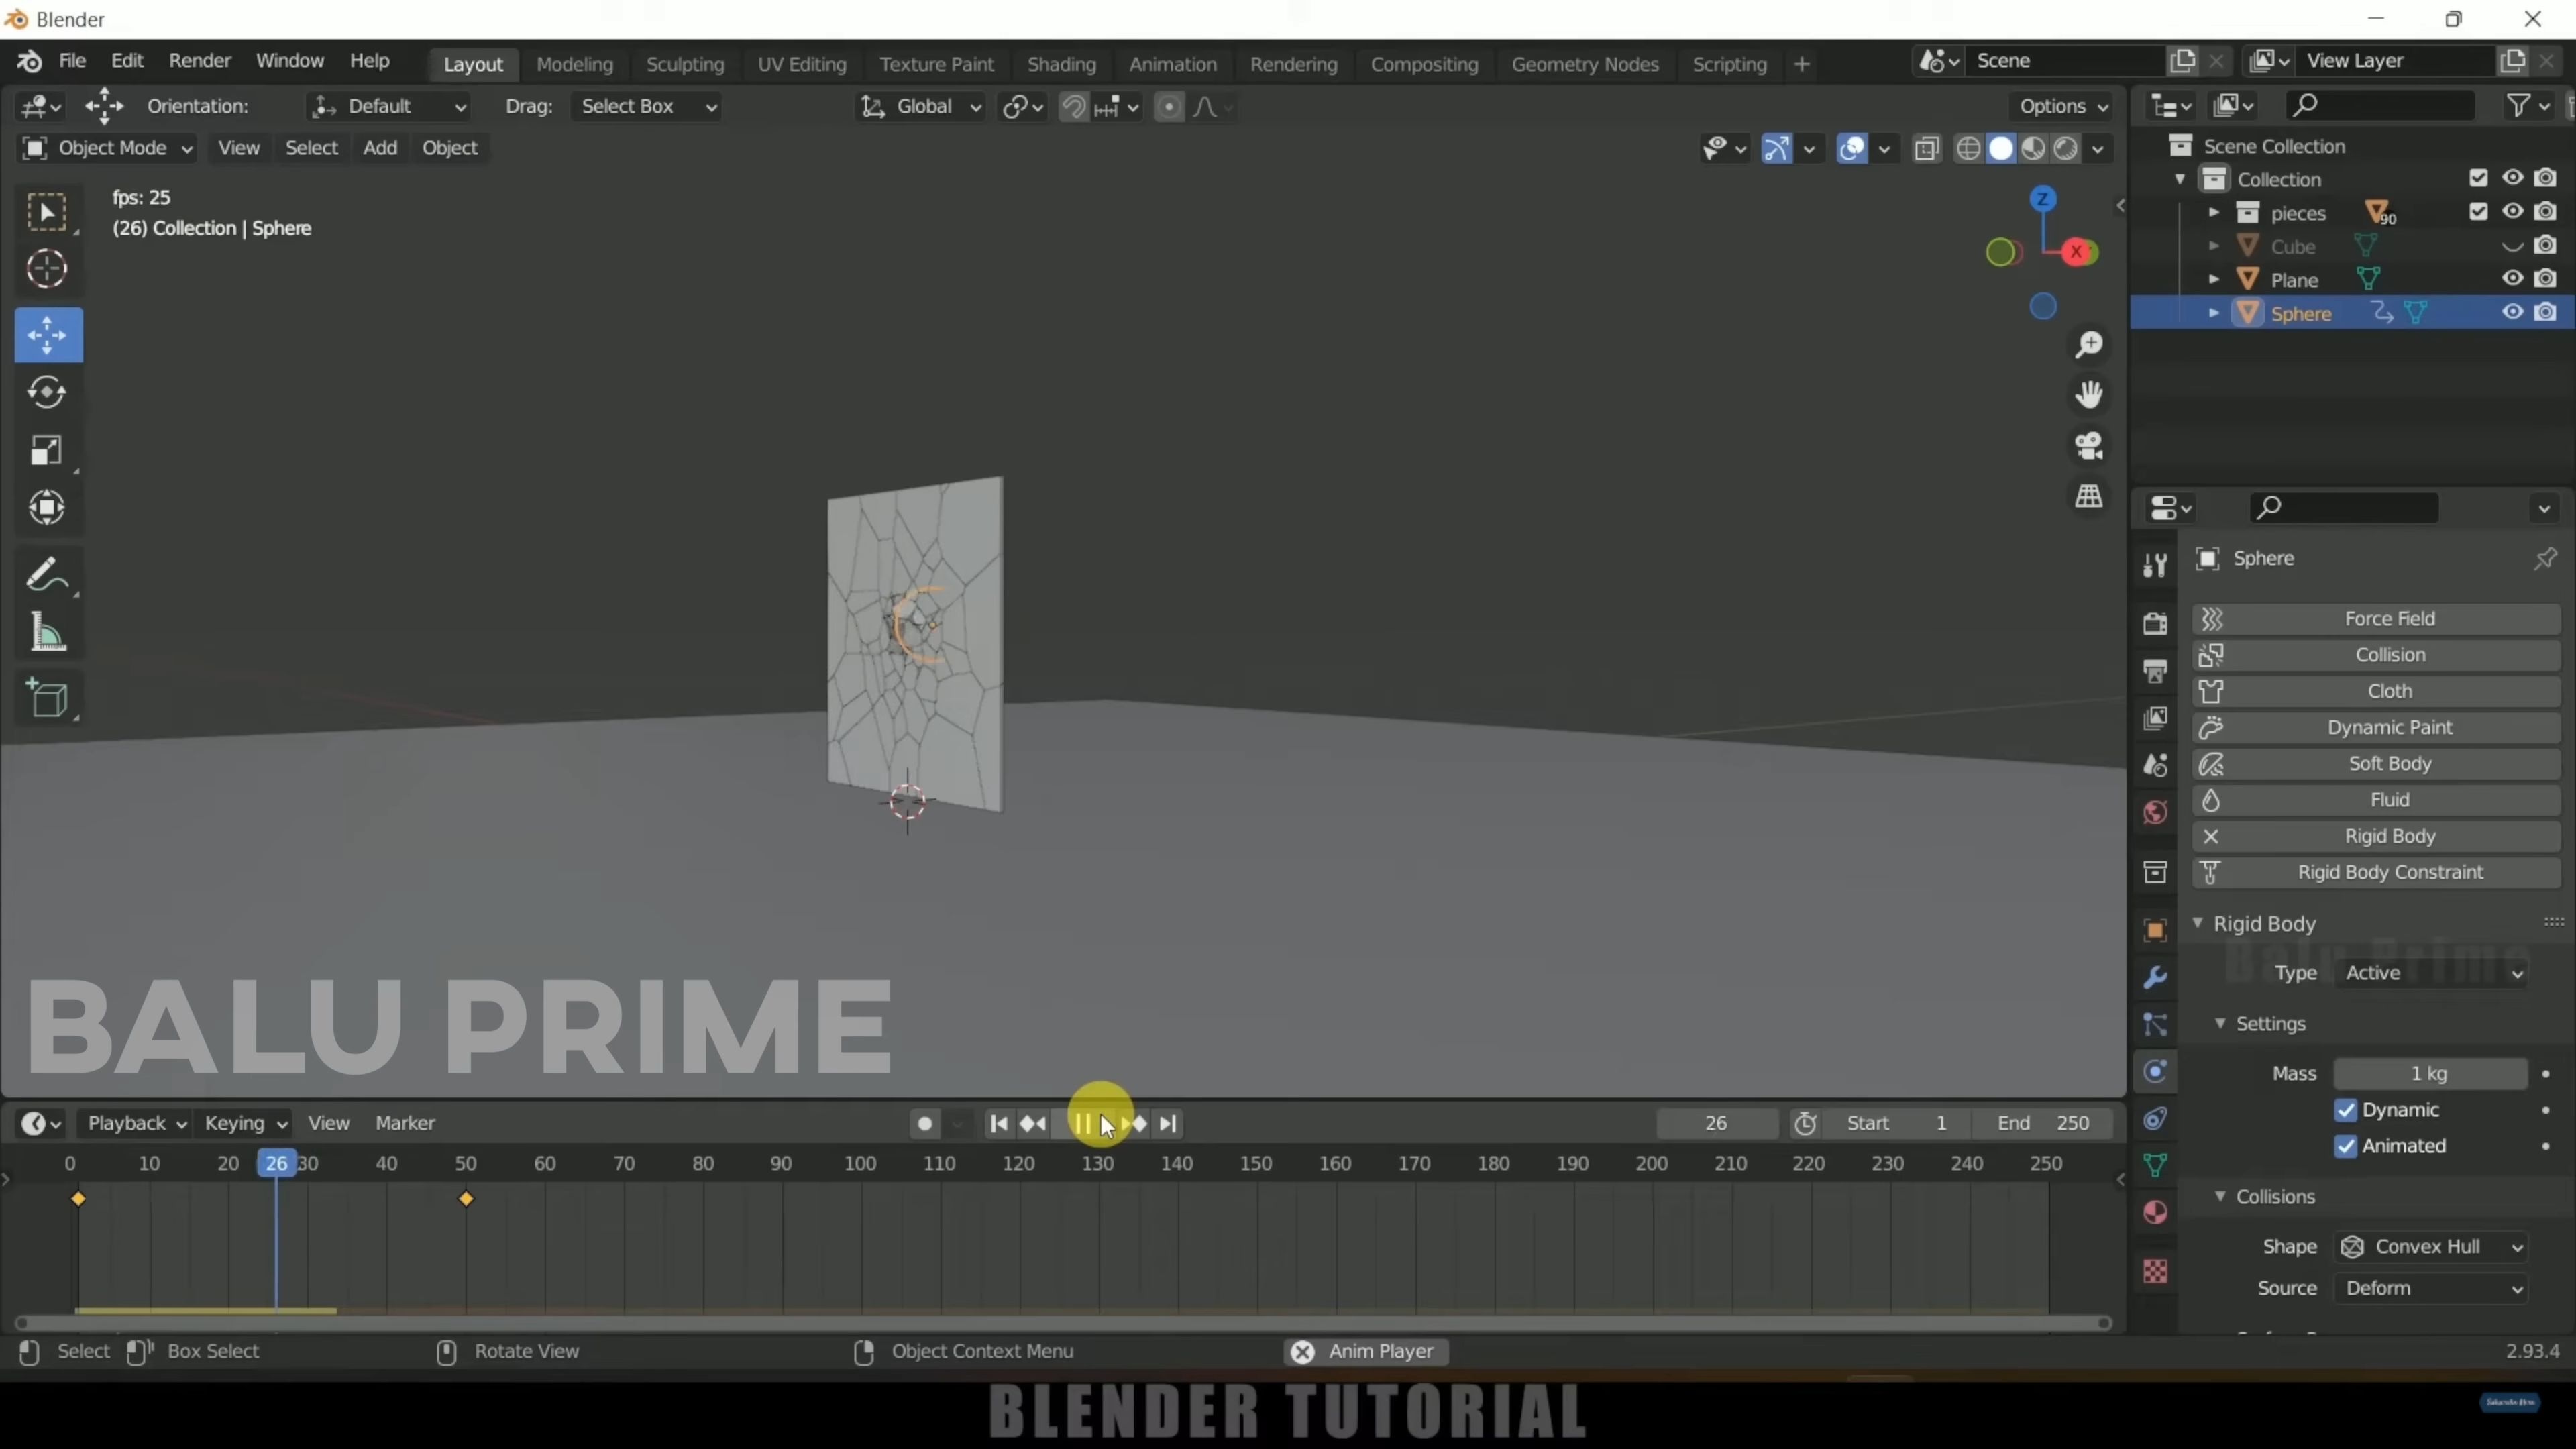 Blender
File Edit Render Window Help Layout Modeling Sculpting UV Editing Texture Paint Shading Animation Rendering Compositing Geometry Nodes Scripting + Scene View Layer
Orientation: Default Drag: Select Box Global Options
Object Mode View Select Add Object
fps: 25
(26) Collection | Sphere
Z
X
Scene Collection
Collection
pieces 90
Cube
Plane
Sphere
Sphere
Force Field
Collision
Cloth
Dynamic Paint
Soft Body
Fluid
Rigid Body
Rigid Body Constraint
Rigid Body
Balu Prime
Type Active
Settings
Mass 1 kg
Dynamic
Animated
Collisions
Shape Convex Hull
Source Deform
BALU PRIME
Playback Keying View Marker 26 Start 1 End 250
0 10 20 26 30 40 50 60 70 80 90 100 110 120 130 140 150 160 170 180 190 200 210 220 230 240 250
Select Box Select Rotate View Object Context Menu Anim Player 2.93.4
BLENDER TUTORIAL